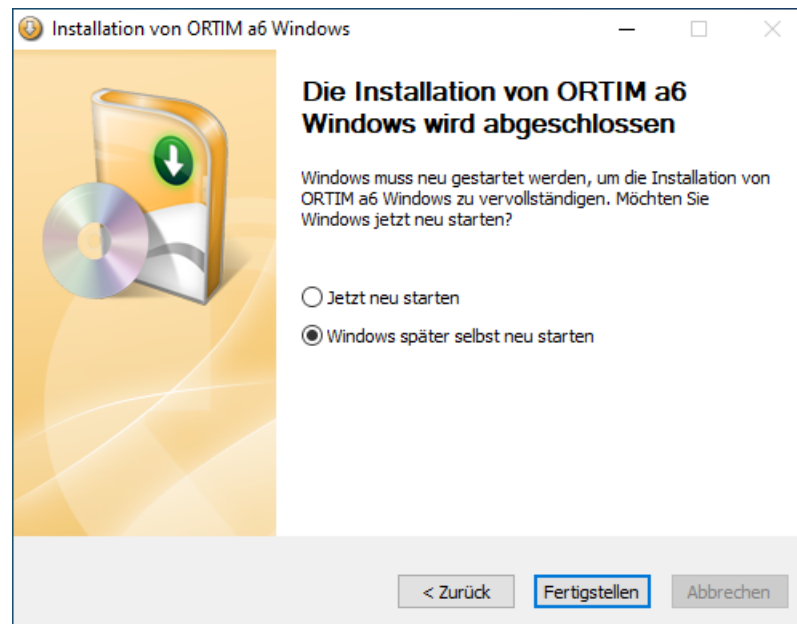 Installation von ORTIM a6 Windows
Die Installation von ORTIM a6
Windows wird abgeschlossen
Windows muss neu gestartet werden, um die Installation von
ORTIM a6 Windows zu vervollständigen. Möchten Sie
Windows jetzt neu starten?
Jetzt neu starten
Windows später selbst neu starten
< Zurück
Fertigstellen
Abbrechen